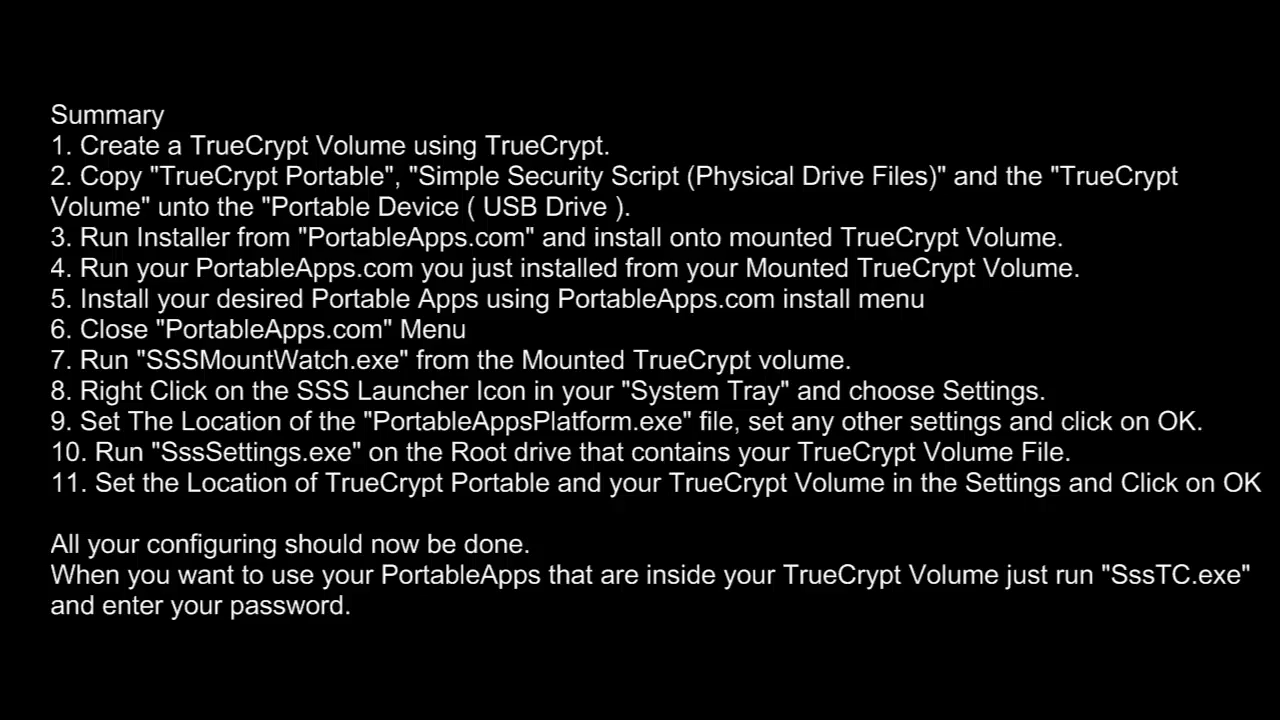 Summary
1. Create a TrueCrypt Volume using TrueCrypt.
2. Copy "TrueCrypt Portable", "Simple Security Script (Physical Drive Files)" and the "TrueCrypt
Volume" unto the "Portable Device ( USB Drive ).
3. Run Installer from "PortableApps.com" and install onto mounted TrueCrypt Volume.
4. Run your PortableApps.com you just installed from your Mounted TrueCrypt Volume.
5. Install your desired Portable Apps using PortableApps.com install menu
6. Close "PortableApps.com" Menu
7. Run "SSSMountWatch.exe" from the Mounted TrueCrypt volume.
8. Right Click on the SSS Launcher Icon in your "System Tray" and choose Settings.
9. Set The Location of the "PortableAppsPlatform.exe" file, set any other settings and click on OK.
10. Run "SssSettings.exe" on the Root drive that contains your TrueCrypt Volume File.
11. Set the Location of TrueCrypt Portable and your TrueCrypt Volume in the Settings and Click on OK
All your configuring should now be done.
When you want to use your PortableApps that are inside your TrueCrypt Volume just run "SssTC.exe"
and enter your password.